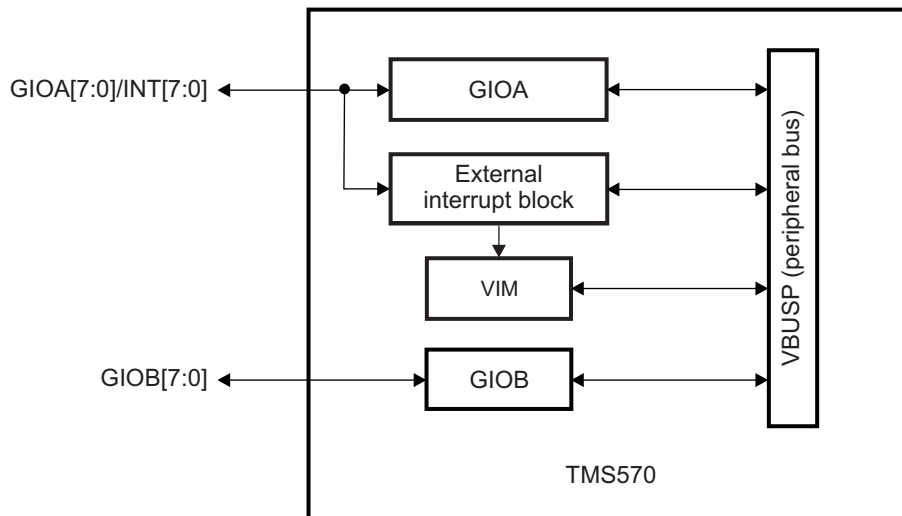 GIOA[7:0]/INT[7:0]
GIOA
External
interrupt block
VIM
GIOB[7:0]
GIOB
VBUSP (peripheral bus)
TMS570